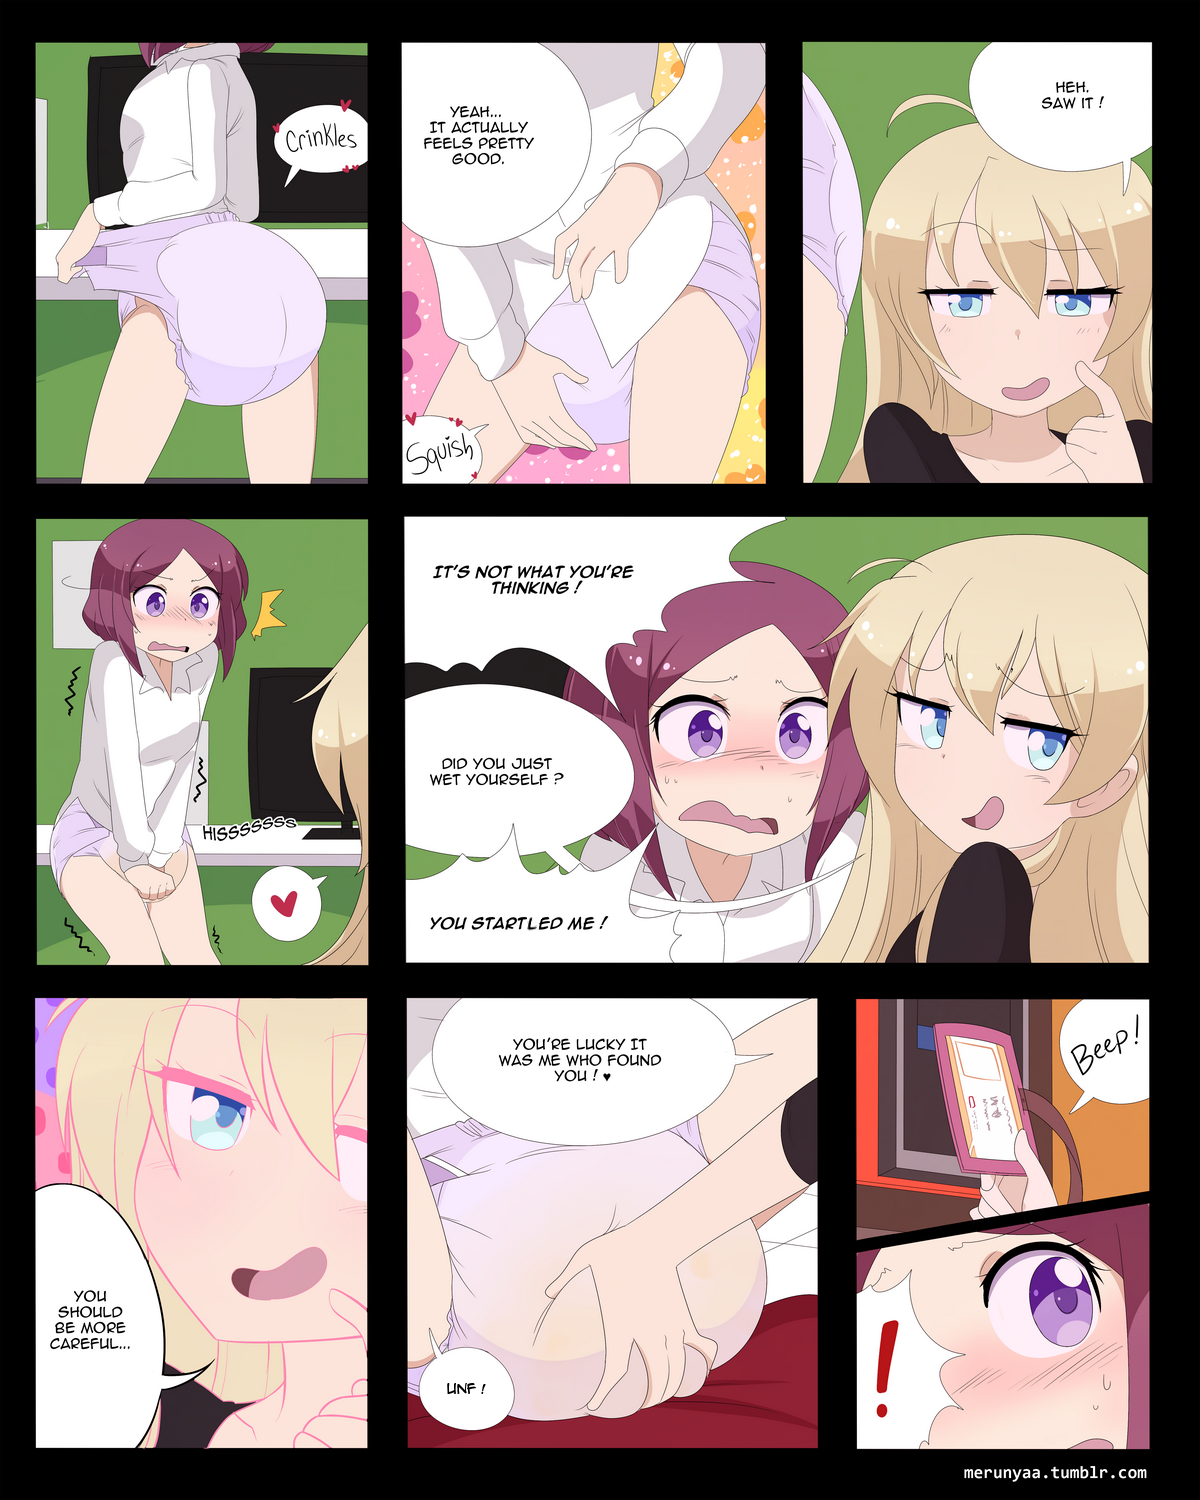 Crinkles
YEAH...
IT ACTUALLY
FEELS PRETTY
GOOD.
Squish
HEH.
SAW IT !
HISSSSSSSS
IT'S NOT WHAT YOU'RE
THINKING !
DID YOU JUST
WET YOURSELF ?
YOU STARTLED ME !
YOU
SHOULD
BE MORE
CAREFUL...
YOU'RE LUCKY IT
WAS ME WHO FOUND
YOU ! ♥
UNF !
Beep!
!
merunyaa.tumblr.com